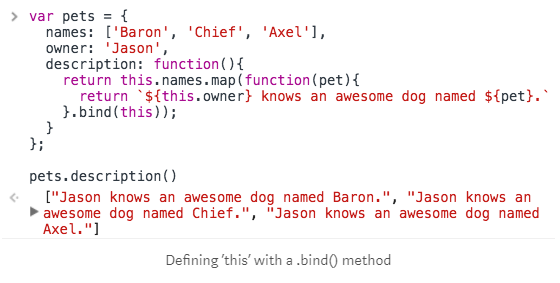 var pets = {
  names: ['Baron', 'Chief', 'Axel'],
  owner: 'Jason',
  description: function(){
    return this.names.map(function(pet){
      return `${this.owner} knows an awesome dog named ${pet}.`
    }.bind(this));
  }
};

pets.description()
["Jason knows an awesome dog named Baron.", "Jason knows an
awesome dog named Chief.", "Jason knows an awesome dog named
Axel."]
Defining 'this' with a .bind() method